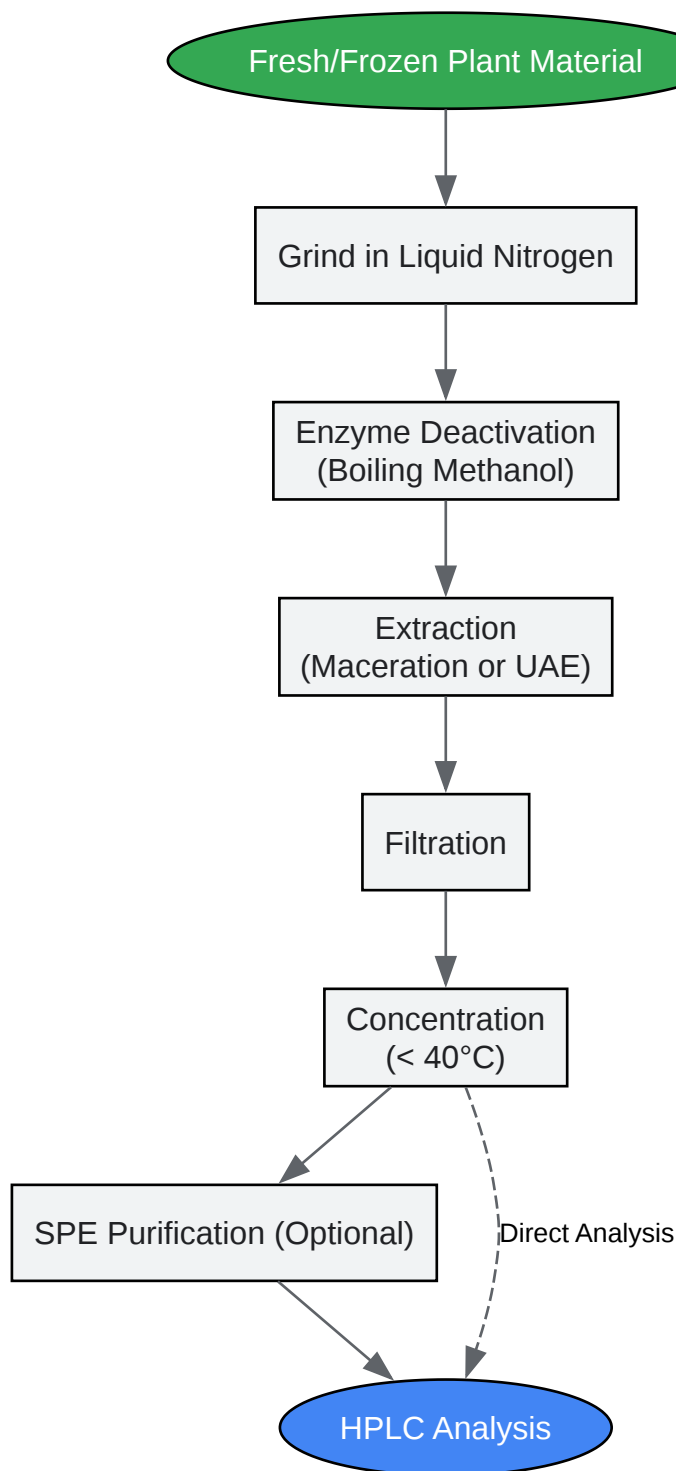 Fresh/Frozen Plant Material
Grind in Liquid Nitrogen
Enzyme Deactivation
(Boiling Methanol)
Extraction
(Maceration or UAE)
Filtration
Concentration
(< 40°C)
SPE Purification (Optional)
Direct Analysis
HPLC Analysis